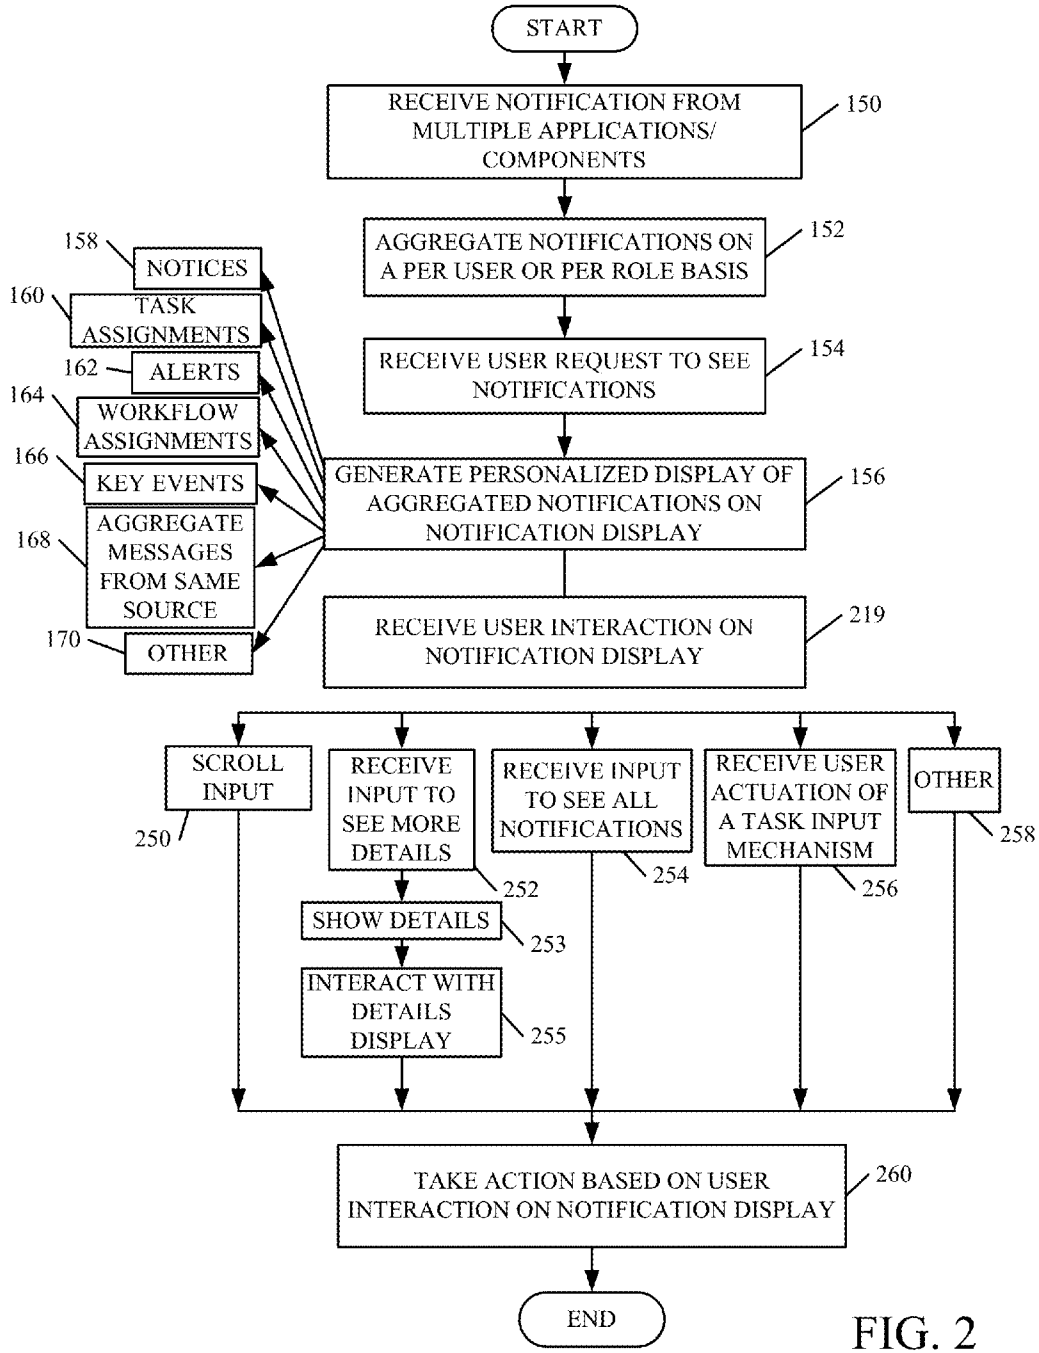 START
RECEIVE NOTIFICATION FROM
MULTIPLE APPLICATIONS/
COMPONENTS
150
AGGREGATE NOTIFICATIONS ON
A PER USER OR PER ROLE BASIS
152
RECEIVE USER REQUEST TO SEE
NOTIFICATIONS
154
GENERATE PERSONALIZED DISPLAY OF
AGGREGATED NOTIFICATIONS ON
NOTIFICATION DISPLAY
156
158
NOTICES
160
TASK
ASSIGNMENTS
162
ALERTS
164
WORKFLOW
ASSIGNMENTS
166
KEY EVENTS
168
AGGREGATE
MESSAGES
FROM SAME
SOURCE
170
OTHER
RECEIVE USER INTERACTION ON
NOTIFICATION DISPLAY
219
SCROLL
INPUT
250
RECEIVE
INPUT TO
SEE MORE
DETAILS
252
SHOW DETAILS
253
INTERACT WITH
DETAILS
DISPLAY
255
RECEIVE INPUT
TO SEE ALL
NOTIFICATIONS
254
RECEIVE USER
ACTUATION OF
A TASK INPUT
MECHANISM
256
OTHER
258
TAKE ACTION BASED ON USER
INTERACTION ON NOTIFICATION DISPLAY
260
END
FIG. 2